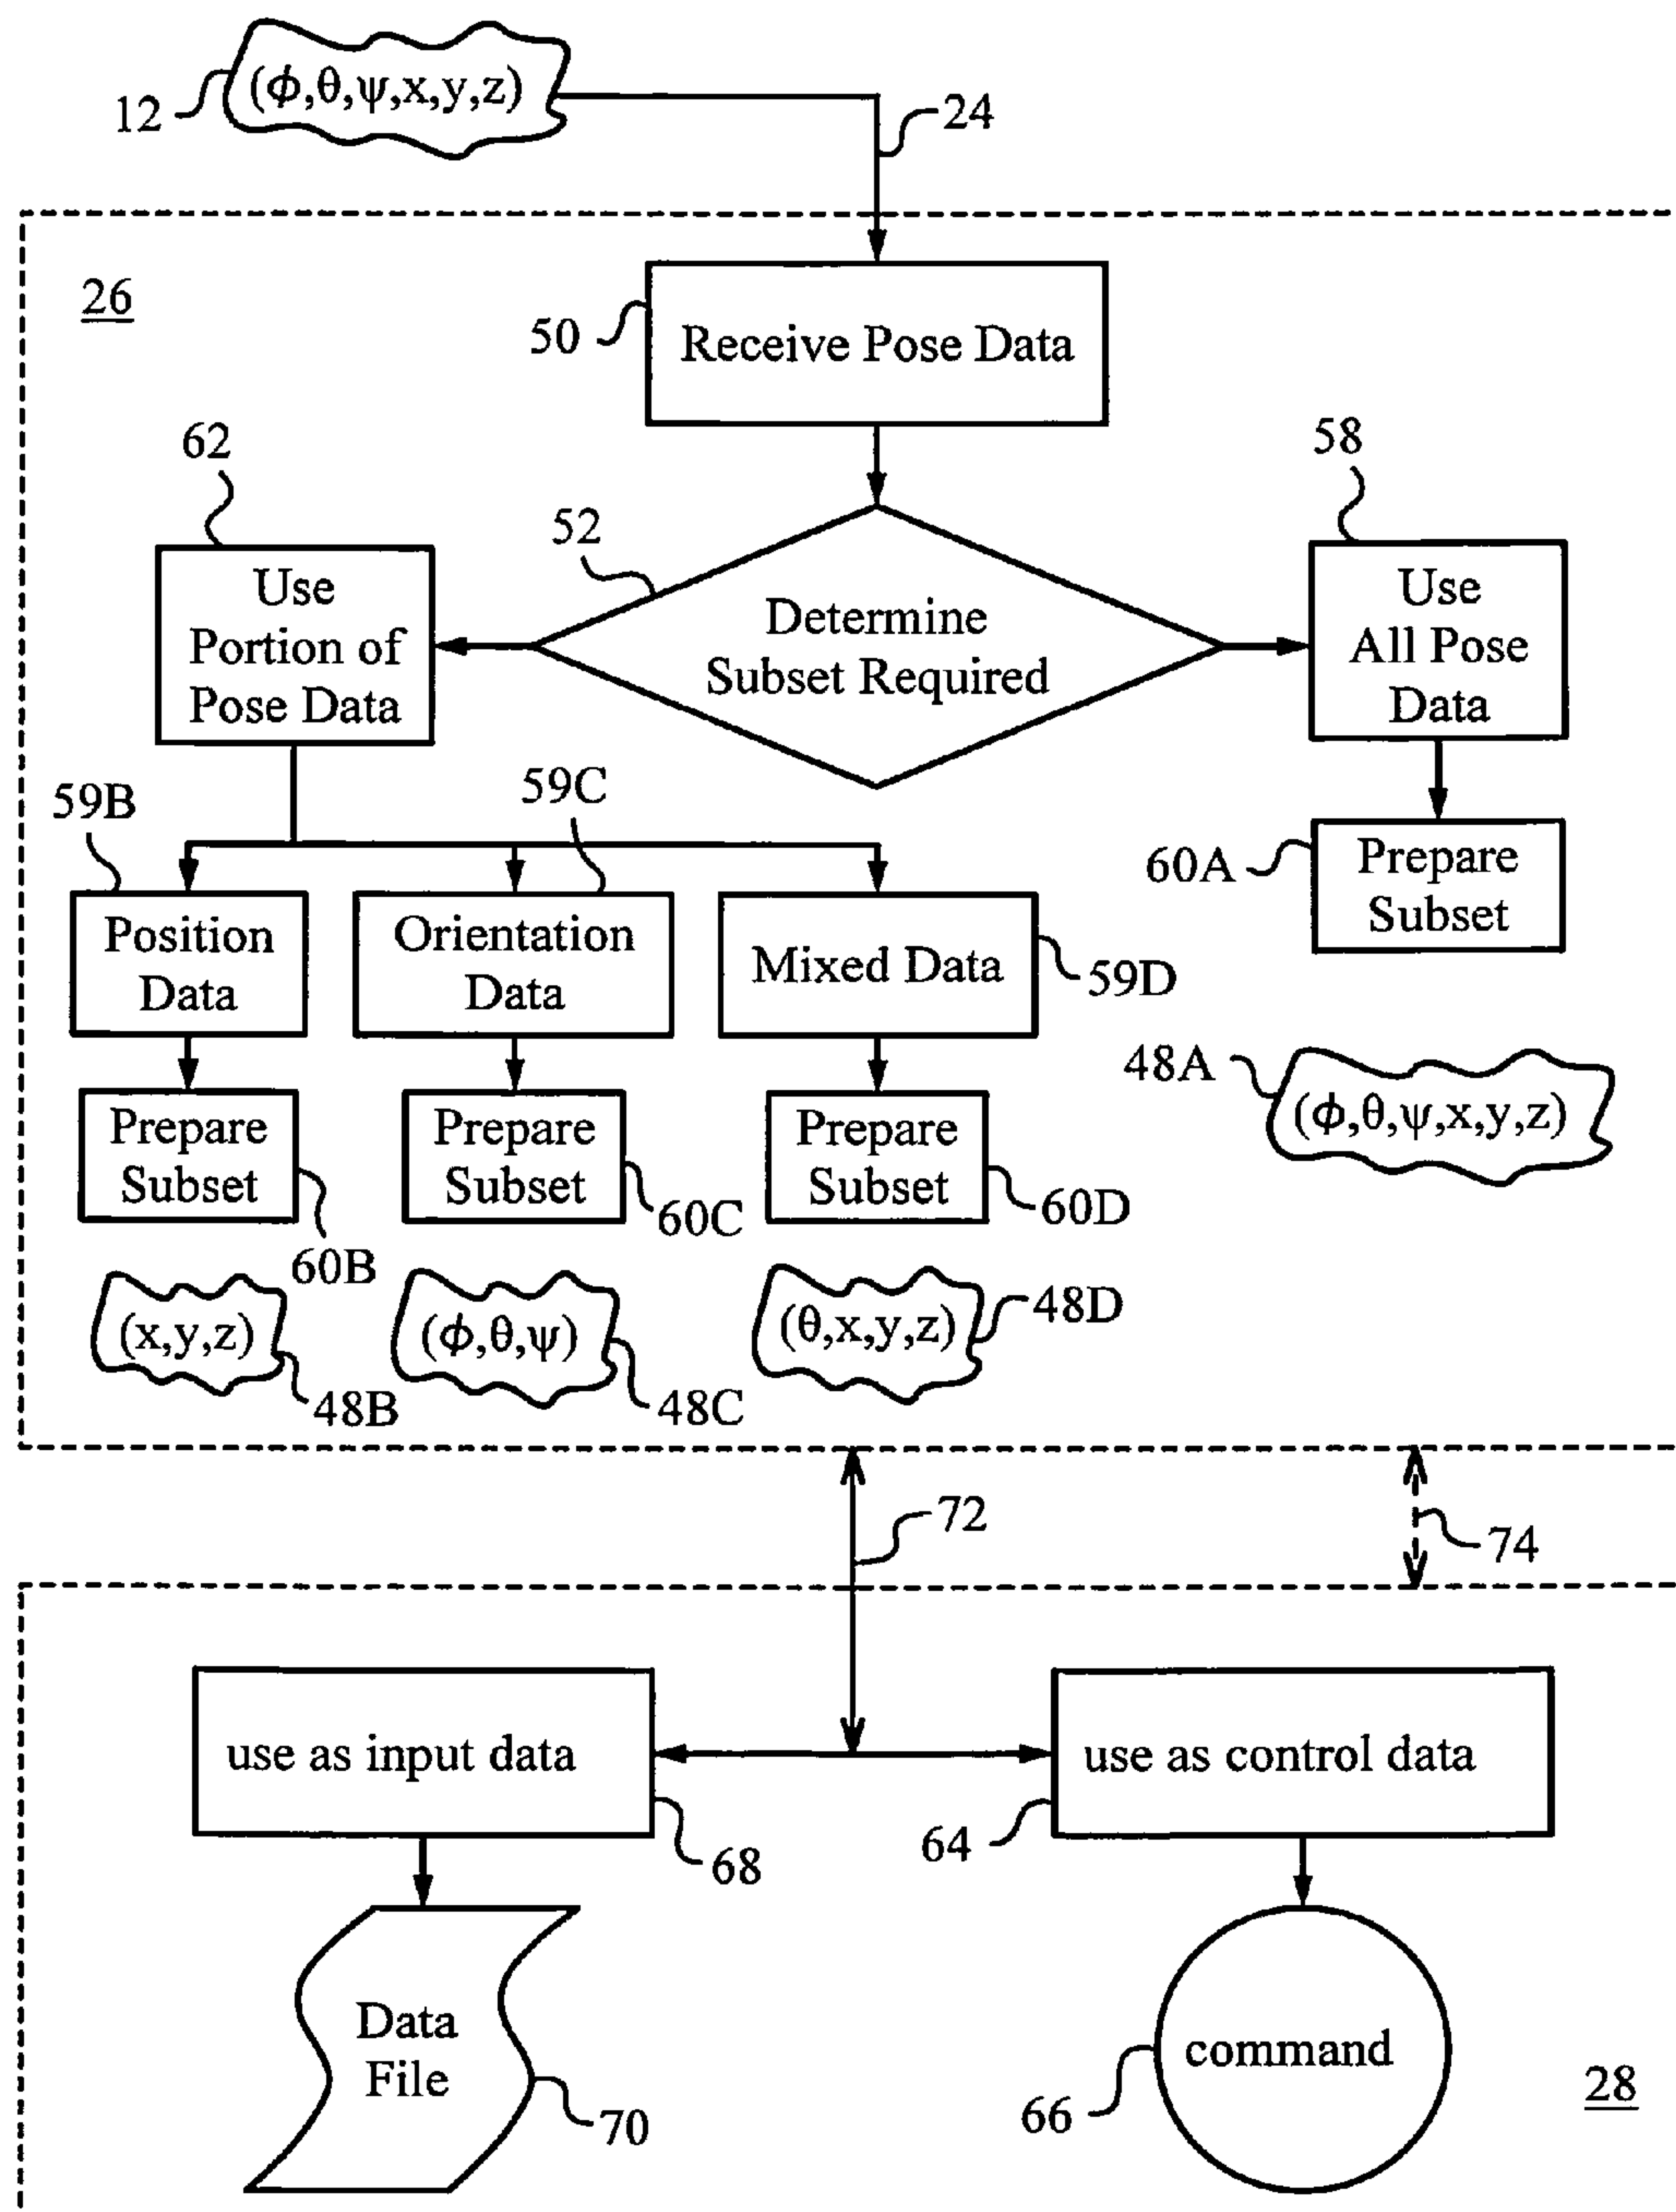 (ϕ,θ,ψ,x,y,z)
12
24
26
50
Receive Pose Data
62
58
52
Use
Portion of
Pose Data
Determine
Subset Required
Use
All Pose
Data
59B
59C
60A
Prepare
Subset
Position
Data
Orientation
Data
Mixed Data
59D
48A
(ϕ,θ,ψ,x,y,z)
Prepare
Subset
Prepare
Subset
Prepare
Subset
60B
60C
60D
(x,y,z)
(ϕ,θ,ψ)
(θ,x,y,z)
48D
48B
48C
72
74
use as input data
use as control data
68
64
Data
File
command
70
66
28